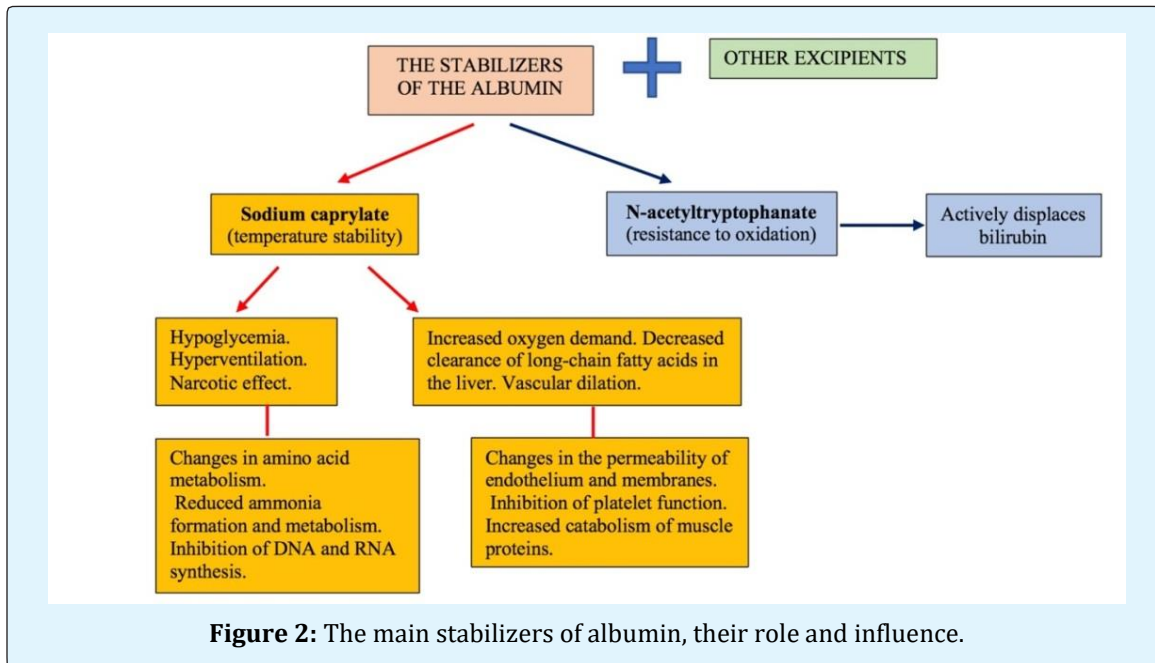 THE STABILIZERS
OF THE ALBUMIN
OTHER EXCIPIENTS
Sodium caprylate
(temperature stability)
N-acetyltryptophanate
(resistance to oxidation)
Actively displaces
bilirubin
Hypoglycemia.
Hyperventilation.
Narcotic effect.
Increased oxygen demand. Decreased
clearance of long-chain fatty acids in
the liver. Vascular dilation.
Changes in amino acid
metabolism.
Reduced ammonia
formation and metabolism.
Inhibition of DNA and RNA
synthesis.
Changes in the permeability of
endothelium and membranes.
Inhibition of platelet function.
Increased catabolism of muscle
proteins.
Figure 2: The main stabilizers of albumin, their role and influence.